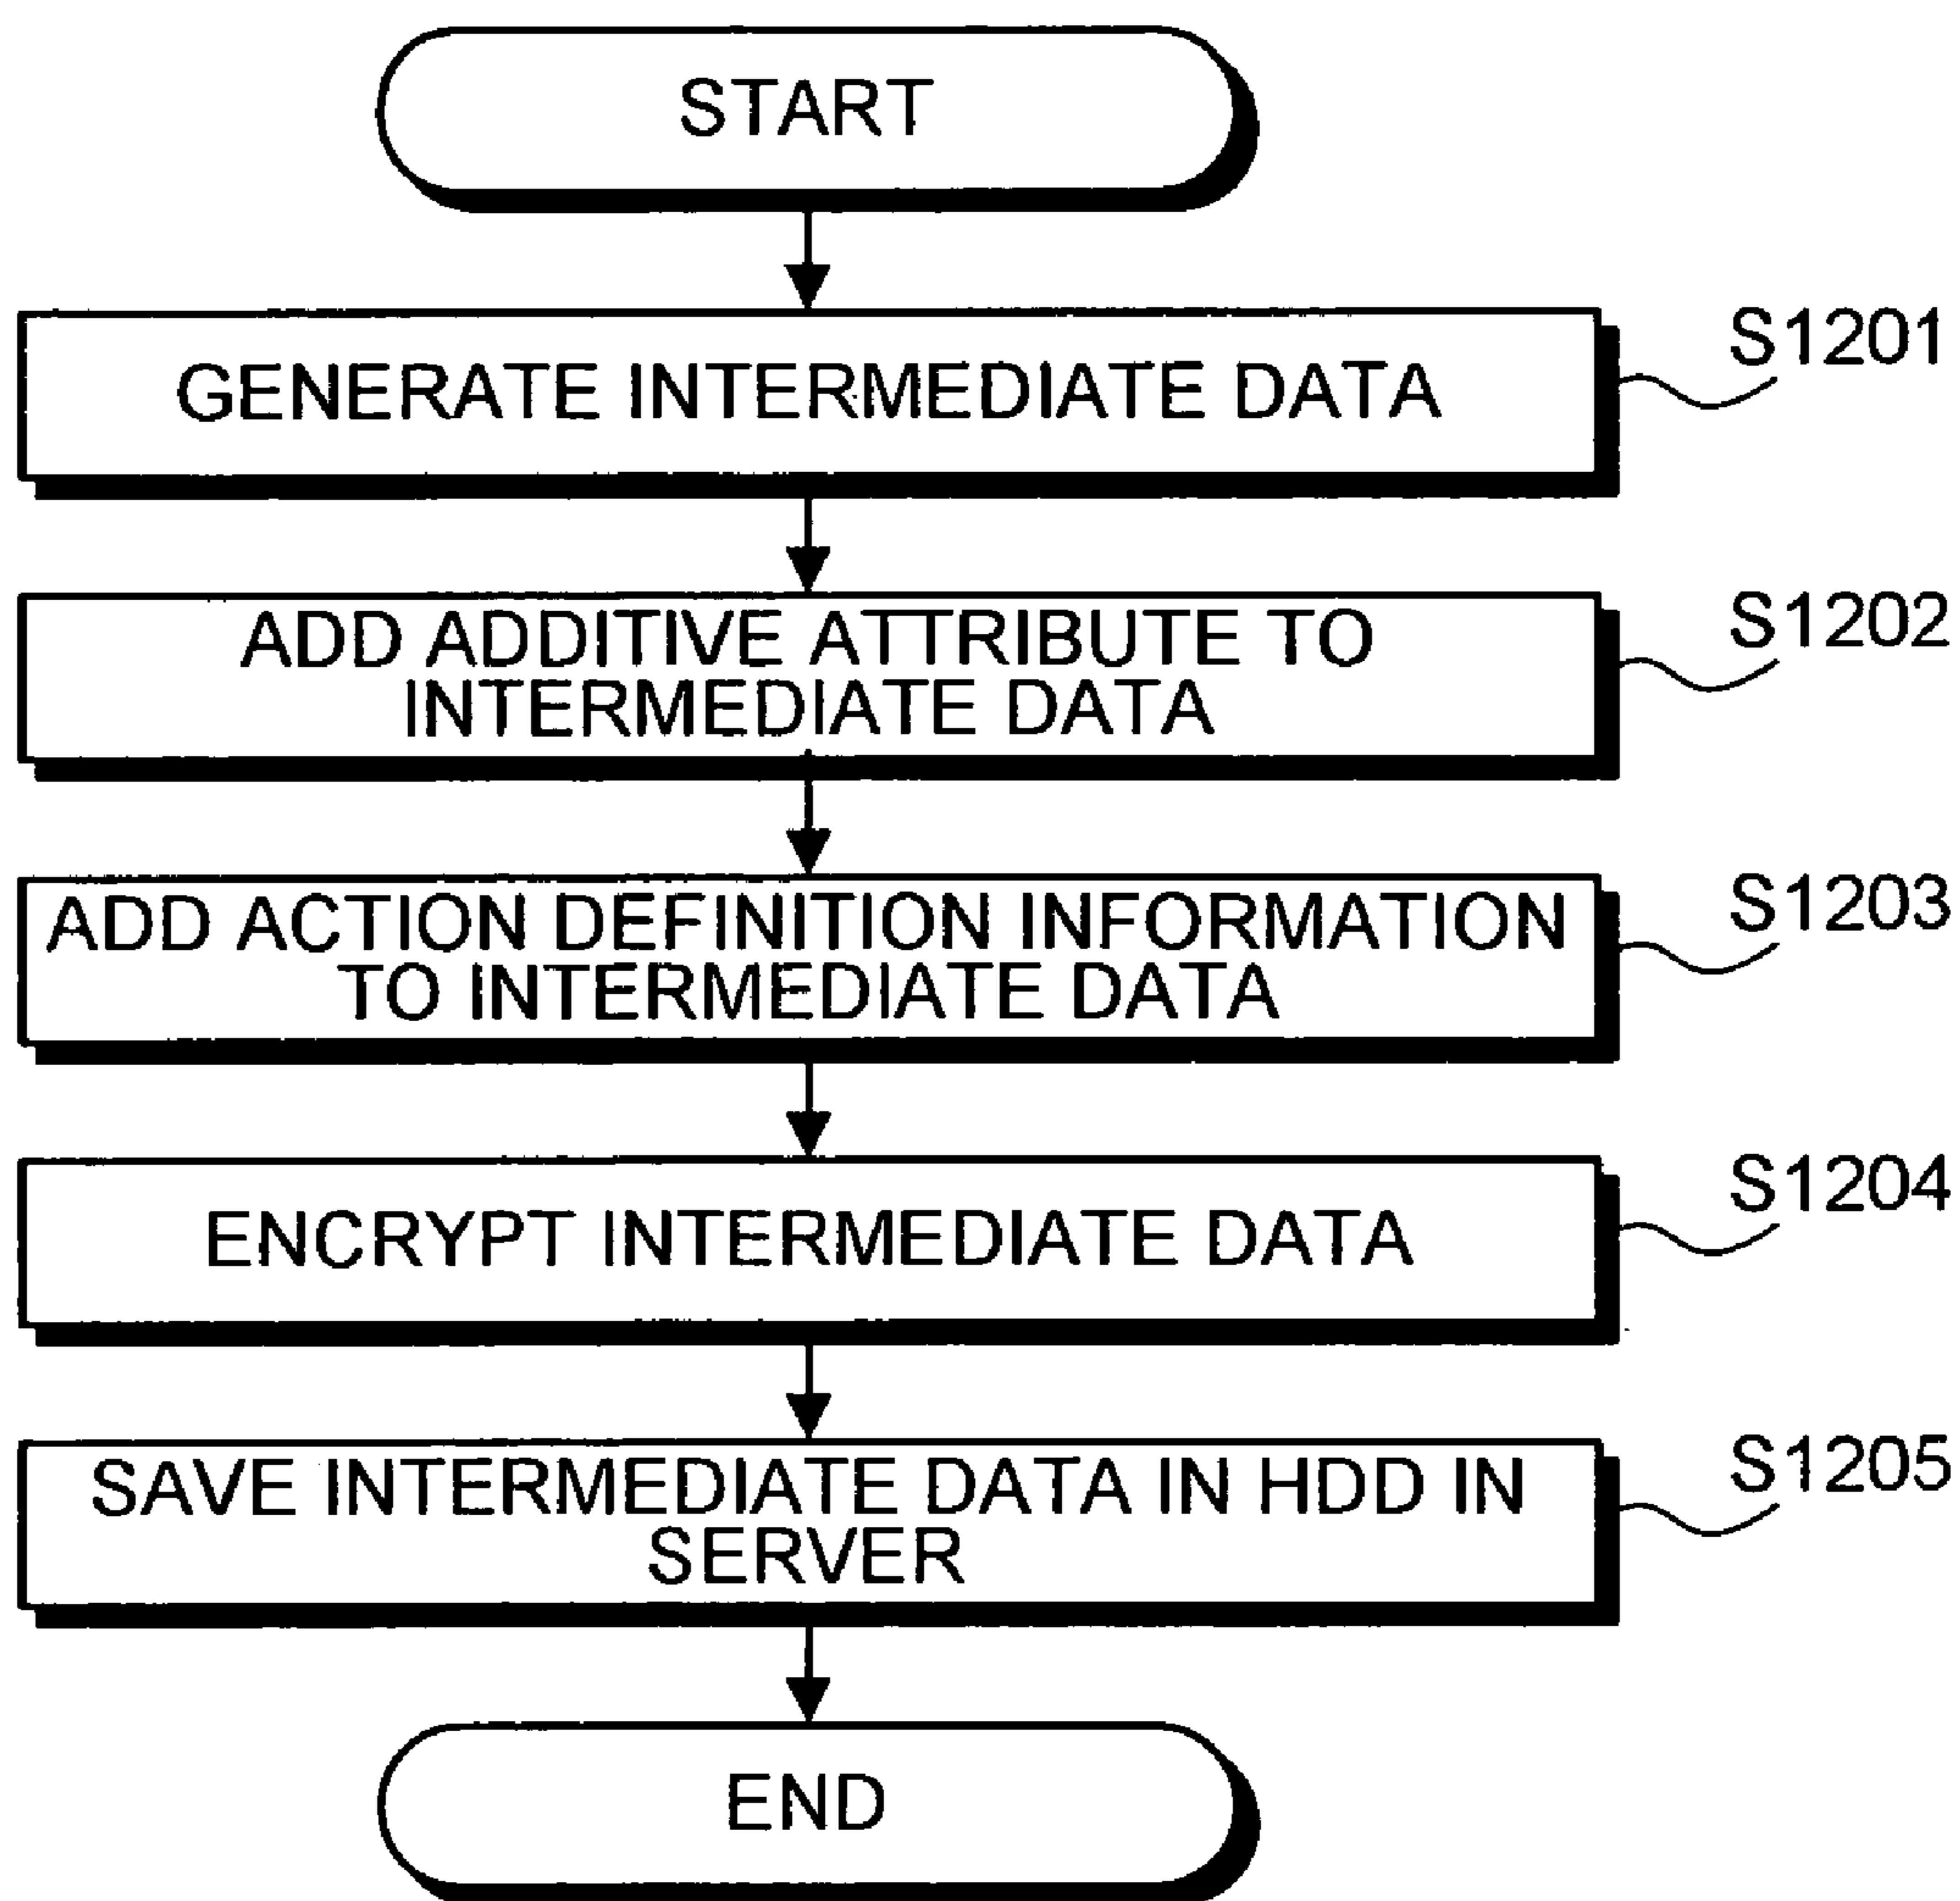 START
GENERATE INTERMEDIATE DATA
S1201
ADD ADDITIVE ATTRIBUTE TO
INTERMEDIATE DATA
S1202
ADD ACTION DEFINITION INFORMATION
TO INTERMEDIATE DATA
S1203
ENCRYPT INTERMEDIATE DATA
S1204
SAVE INTERMEDIATE DATA IN HDD IN
SERVER
S1205
END